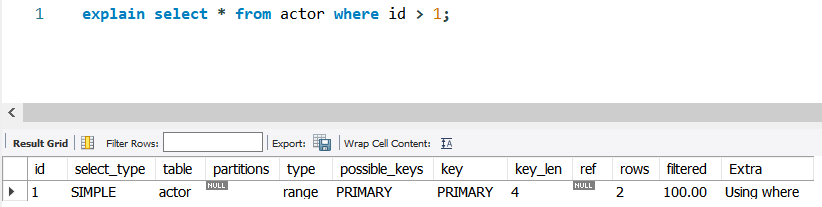 1 explain select * from actor where id > 1;
Result Grid Filter Rows: Export: Wrap Cell Content: IA
id select_type table partitions type possible_keys key key_len ref rows filtered Extra
1 SIMPLE actor NULL range PRIMARY PRIMARY 4 NULL 2 100.00 Using where